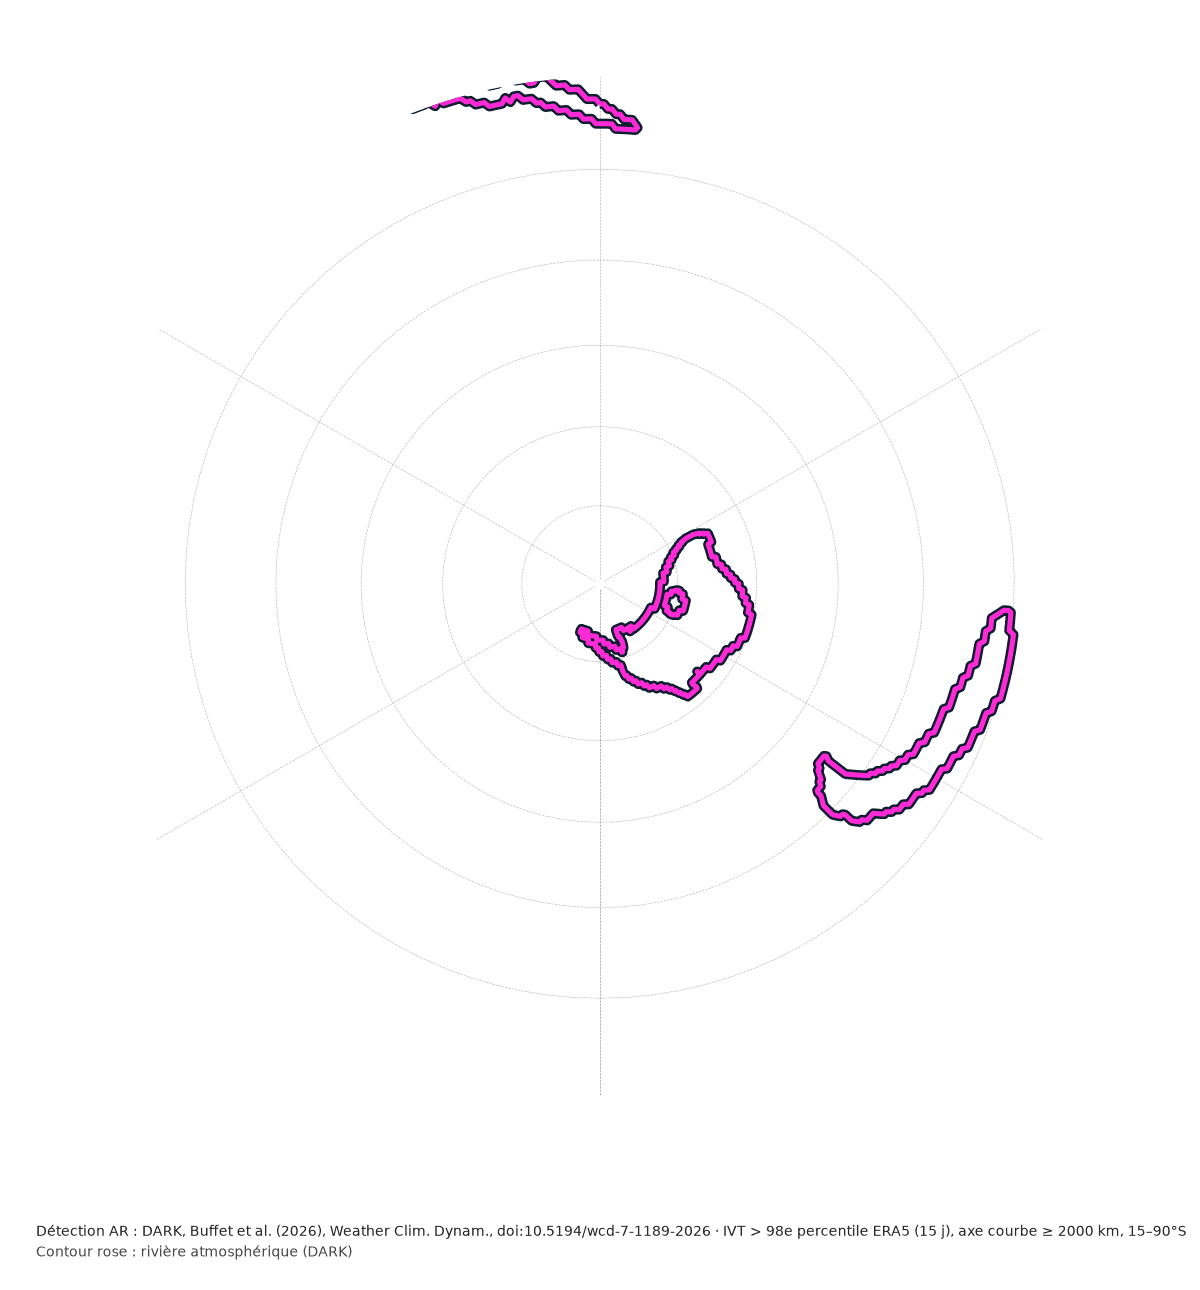 Détection AR : DARK, Buffet et al. (2026), Weather Clim. Dynam., doi:10.5194/wcd-7-1189-2026 · IVT > 98e percentile ERA5 (15 j), axe courbe ≥ 2000 km, 15–90°S
Contour rose : rivière atmosphérique (DARK)